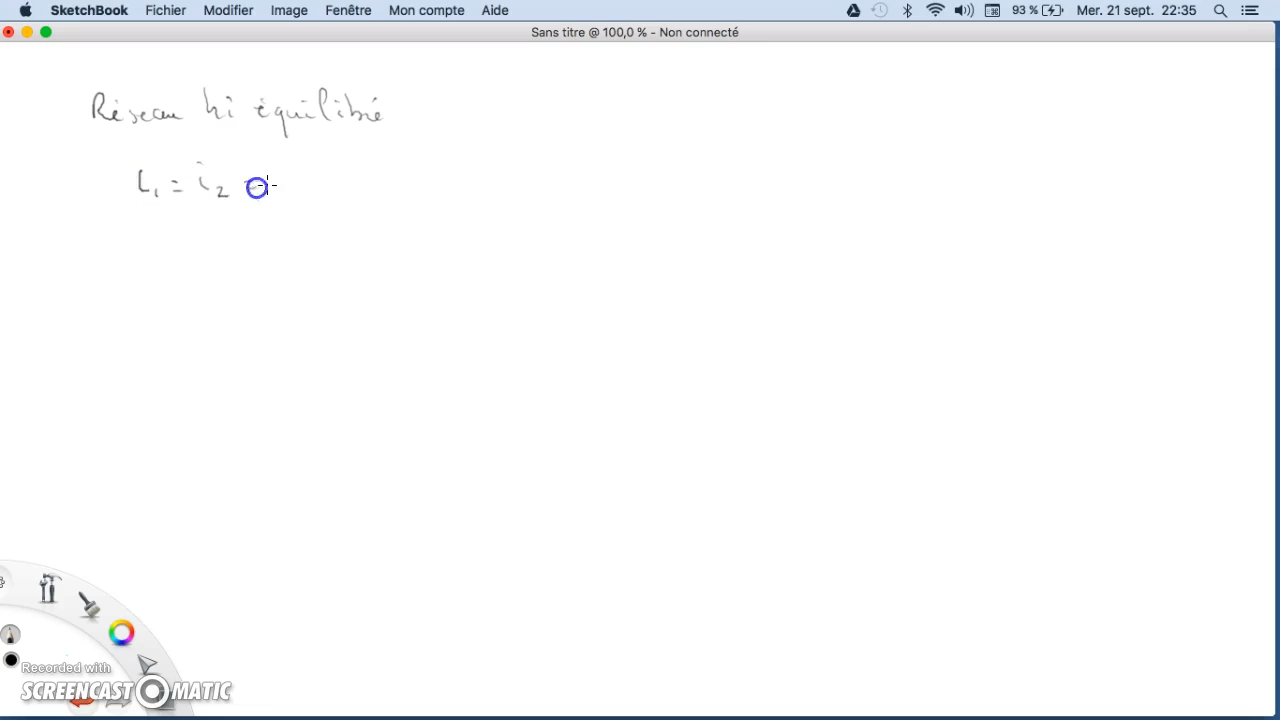 SketchBook Fichier Modifier Image Fenêtre Mon compte Aide 93 % Mer. 21 sept. 22:35
Sans titre @ 100,0 % - Non connecté
Réseau tri équilibré
i₁ = i₂ =
Recorded with
SCREENCAST MATIC